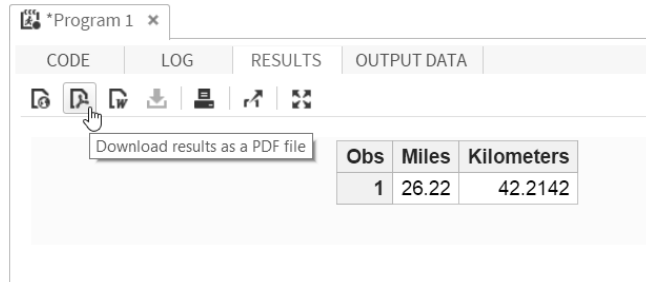 *Program 1 ×
CODE LOG RESULTS OUTPUT DATA
Download results as a PDF file
Obs Miles Kilometers
1 26.22 42.2142